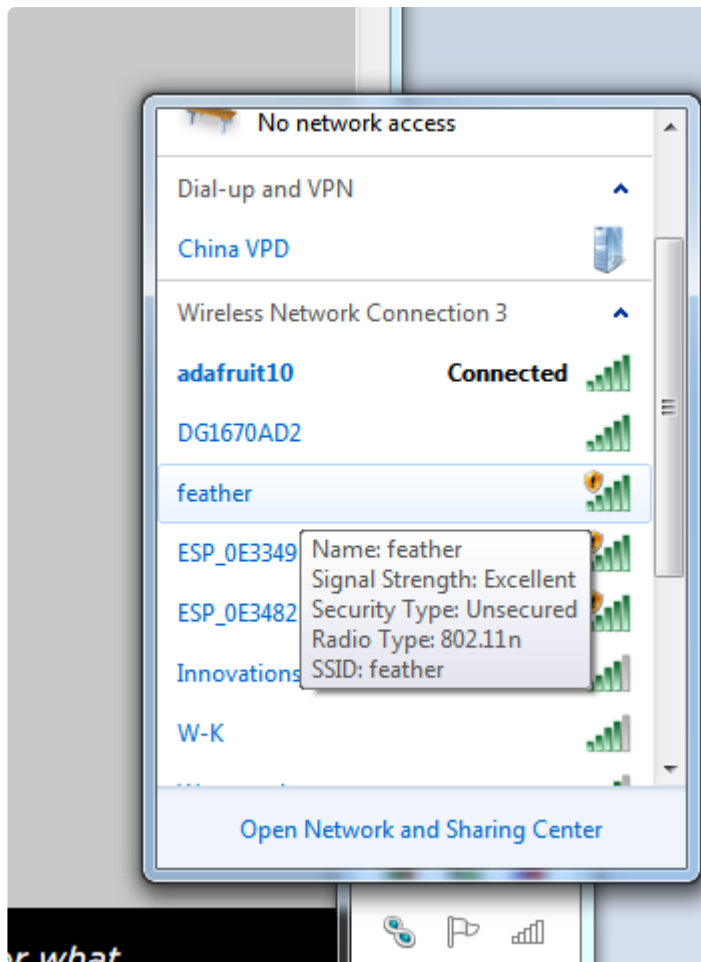 No network access
Dial-up and VPN
China VPD
Wireless Network Connection 3
adafruit10 Connected
DG1670AD2
feather
ESP_0E3349
ESP_0E3482
Innovations
W-K
Name: feather
Signal Strength: Excellent
Security Type: Unsecured
Radio Type: 802.11n
SSID: feather
Open Network and Sharing Center
what